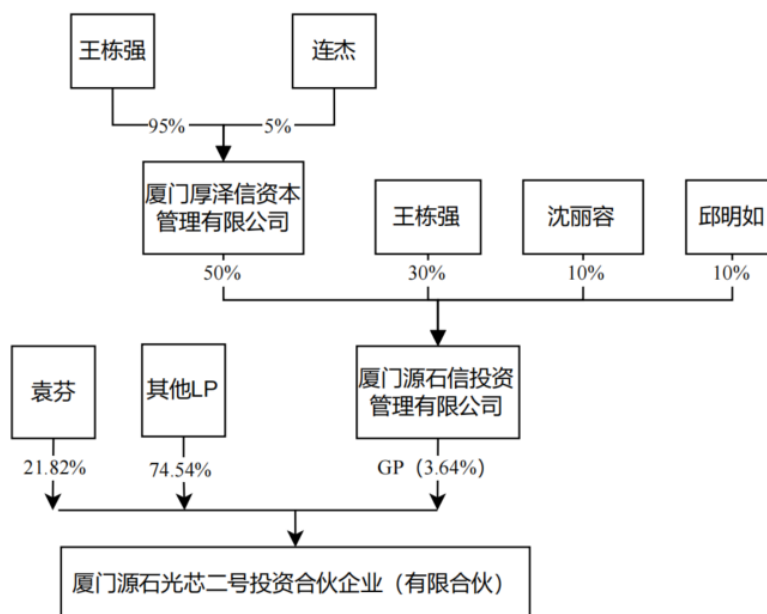 王栋强
连杰
95%
5%
厦门厚泽信资本
管理有限公司
王栋强
沈丽容
邱明如
50%
30%
10%
10%
袁芬
其他LP
厦门源石信投资
管理有限公司
21.82%
74.54%
GP（3.64%）
厦门源石光芯二号投资合伙企业（有限合伙）